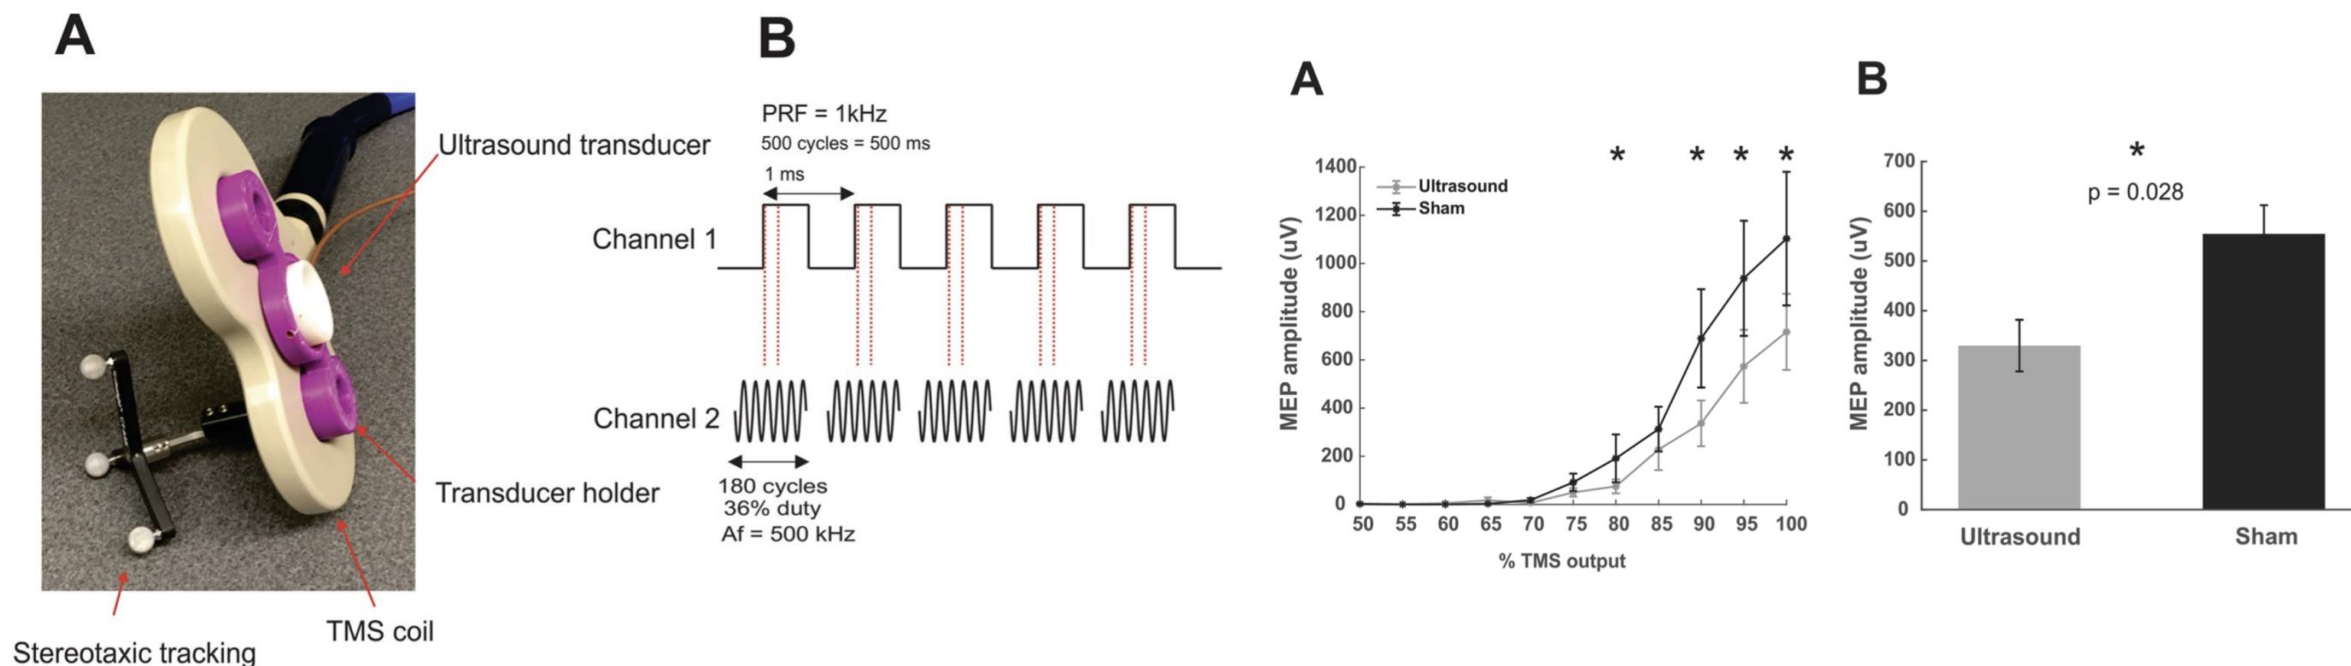 A
Ultrasound transducer
Transducer holder
TMS coil
Stereotaxic tracking
B
PRF = 1kHz
500 cycles = 500 ms
1 ms
Channel 1
Channel 2
180 cycles
36% duty
Af = 500 kHz
A
* * * *
Ultrasound
Sham
MEP amplitude (uV)
1400
1200
1000
800
600
400
200
0
50 55 60 65 70 75 80 85 90 95 100
% TMS output
B
*
p = 0.028
MEP amplitude (uV)
700
600
500
400
300
200
100
0
Ultrasound Sham